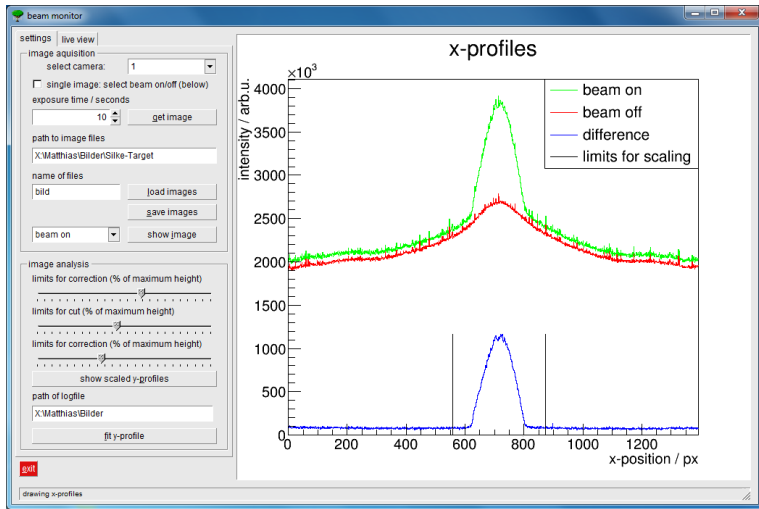 beam monitor
settings
live view
image aquisition
select camera:
1
single image: select beam on/off (below)
exposure time / seconds
10
get image
path to image files
X:\Matthias\Bilder\Silke-Target
name of files
bild
load images
save images
beam on
show image
image analysis
limits for correction (% of maximum height)
limits for cut (% of maximum height)
limits for correction (% of maximum height)
show scaled y-profiles
path of logfile
X:\Matthias\Bilder
fit y-profile
exit
drawing x-profiles
x-profiles
×10³
intensity / arb.u.
4000
3500
3000
2500
2000
1500
1000
500
0
0 200 400 600 800 1000 1200
x-position / px
beam on
beam off
difference
limits for scaling